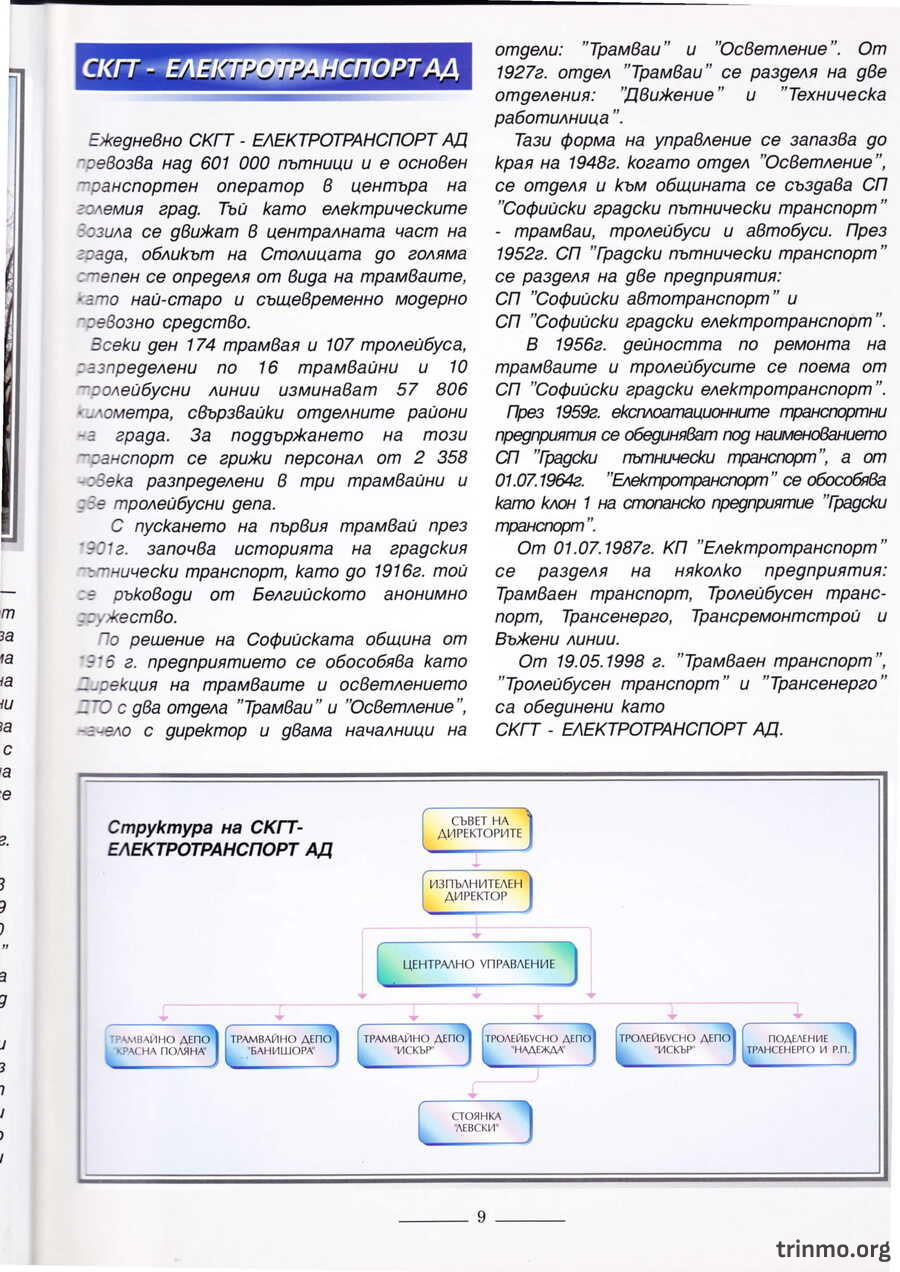 СКГТ - ЕЛЕКТРОТРАНСПОРТ АД
Ежедневно СКГТ - ЕЛЕКТРОТРАНСПОРТ АД
превозва над 601 000 пътници и е основен
транспортен оператор в центъра на
големия град. Тъй като електрическите
возила се движат в централната част на
града, обликът на Столицата до голяма
степен се определя от вида на трамваите,
като най-старо и същевременно модерно
превозно средство.
Всеки ден 174 трамвая и 107 тролейбуса,
разпределени по 16 трамвайни и 10
тролейбусни линии изминават 57 806
километра, свързвайки отделните райони
на града. За поддържането на този
транспорт се грижи персонал от 2 358
човека разпределени в три трамвайни и
две тролейбусни депа.
С пускането на първия трамвай през
1901г. започва историята на градския
пътнически транспорт, като до 1916г. той
се ръководи от Белгийското анонимно
дружество.
По решение на Софийската община от
1916 г. предприятието се обособява като
Дирекция на трамваите и осветлението
ДТО с два отдела "Трамваи" и "Осветление",
начело с директор и двама началници на
отдели: "Трамваи" и "Осветление". От
1927г. отдел "Трамваи" се разделя на две
отделения: "Движение" и "Техническа
работилница".
Тази форма на управление се запазва до
края на 1948г. когато отдел "Осветление",
се отделя и към общината се създава СП
"Софийски градски пътнически транспорт"
- трамваи, тролейбуси и автобуси. През
1952г. СП "Градски пътнически транспорт"
се разделя на две предприятия:
СП "Софийски автотранспорт" и
СП "Софийски градски електротранспорт".
В 1956г. дейността по ремонта на
трамваите и тролейбусите се поема от
СП "Софийски градски електротранспорт".
През 1959г. експлоатационните транспортни
предприятия се обединяват под наименованието
СП "Градски пътнически транспорт", а от
01.07.1964г. "Електротранспорт" се обособява
като клон 1 на стопанско предприятие "Градски
транспорт".
От 01.07.1987г. КП "Електротранспорт"
се разделя на няколко предприятия:
Трамваен транспорт, Тролейбусен транс-
порт, Трансенерго, Трансремонтстрой и
Въжени линии.
От 19.05.1998 г. "Трамваен транспорт",
"Тролейбусен транспорт" и "Трансенерго"
са обединени като
СКГТ - ЕЛЕКТРОТРАНСПОРТ АД.
Структура на СКГТ-
ЕЛЕКТРОТРАНСПОРТ АД
СЪВЕТ НА
ДИРЕКТОРИТЕ
ИЗПЪЛНИТЕЛЕН
ДИРЕКТОР
ЦЕНТРАЛНО УПРАВЛЕНИЕ
ТРАМВАЙНО ДЕПО
"КРАСНА ПОЛЯНА"
ТРАМВАЙНО ДЕПО
"БАНИШОРА"
ТРАМВАЙНО ДЕПО
"ИСКЪР"
ТРОЛЕЙБУСНО ДЕПО
"НАДЕЖДА"
ТРОЛЕЙБУСНО ДЕПО
"ИСКЪР"
ПОДЕЛЕНИЕ
ТРАНСЕНЕРГО И Р.П.
СТОЯНКА
"ЛЕВСКИ"
9
trinmo.org